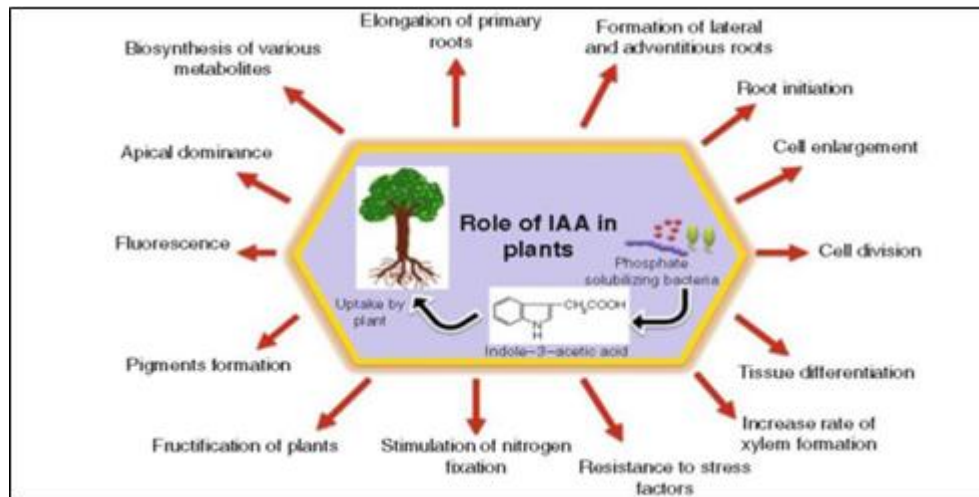 Elongation of primary
roots
Formation of lateral
and adventitious roots
Biosynthesis of various
metabolites
Root initiation
Apical dominance
Cell enlargement
Fluorescence
Role of IAA in
plants
Cell division
Phosphate
solubilizing bacteria
Uptake by
plant
CH₂COOH
N
H
Indole-3-acetic acid
Pigments formation
Tissue differentiation
Fructification of plants
Stimulation of nitrogen
fixation
Resistance to stress
factors
Increase rate of
xylem formation